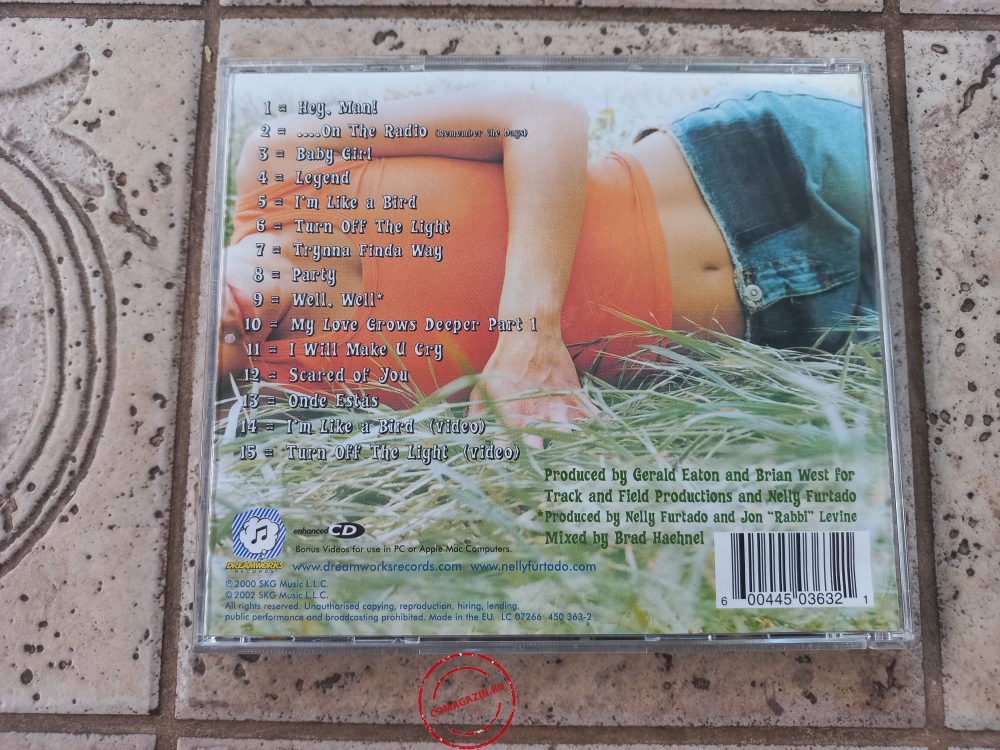 1 = Hey, Man!
2 = ....On The Radio (Remember the Days)
3 = Baby Girl
4 = Legend
5 = I'm Like a Bird
6 = Turn Off The Light
7 = Trynna Finda Way
8 = Party
9 = Well, Well*
10 = My Love Grows Deeper Part 1
11 = I Will Make U Cry
12 = Scared of You
13 = Onde Estás
14 = I'm Like a Bird (video)
15 = Turn Off The Light (video)
Produced by Gerald Eaton and Brian West for
Track and Field Productions and Nelly Furtado
*Produced by Nelly Furtado and Jon "Rabbi" Levine
Mixed by Brad Haehnel
DREAMWORKS
RECORDS
enhanced CD
Bonus Videos for use in PC or Apple Mac Computers.
www.dreamworksrecords.com www.nellyfurtado.com
℗ 2000 SKG Music L.L.C.
© 2002 SKG Music L.L.C.
All rights reserved. Unauthorised copying, reproduction, hiring, lending,
public performance and broadcasting prohibited. Made in the EU. LC 07266 450 363-2
6 00445 03632 1
CDMAGAZIN.RU